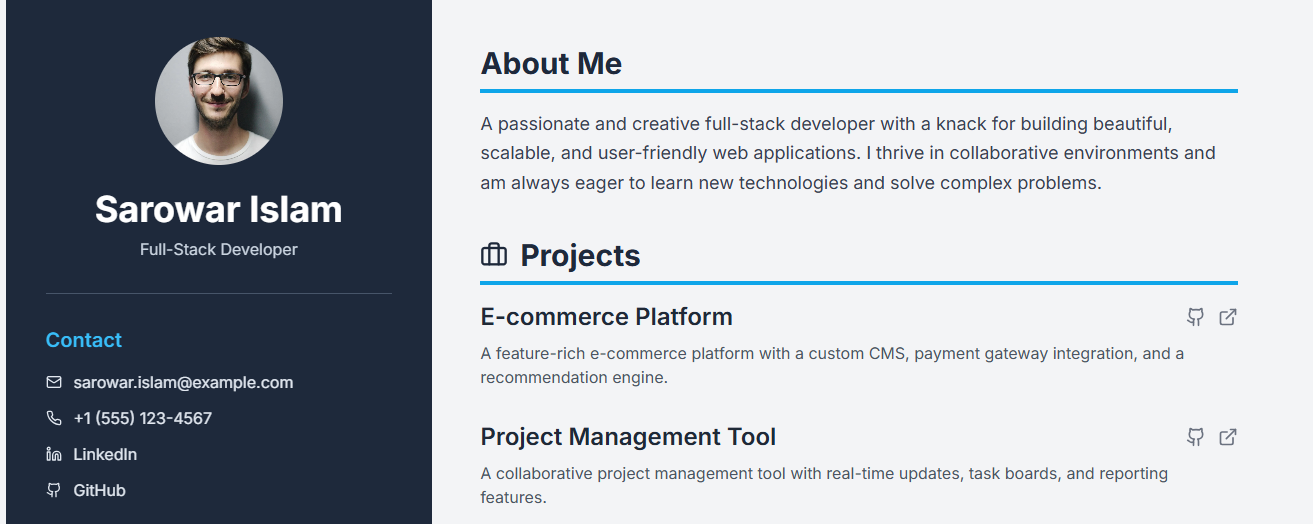 Sarowar Islam
Full-Stack Developer
Contact
sarowar.islam@example.com
+1 (555) 123-4567
LinkedIn
GitHub
About Me
A passionate and creative full-stack developer with a knack for building beautiful,
scalable, and user-friendly web applications. I thrive in collaborative environments and
am always eager to learn new technologies and solve complex problems.
Projects
E-commerce Platform
A feature-rich e-commerce platform with a custom CMS, payment gateway integration, and a
recommendation engine.
Project Management Tool
A collaborative project management tool with real-time updates, task boards, and reporting
features.